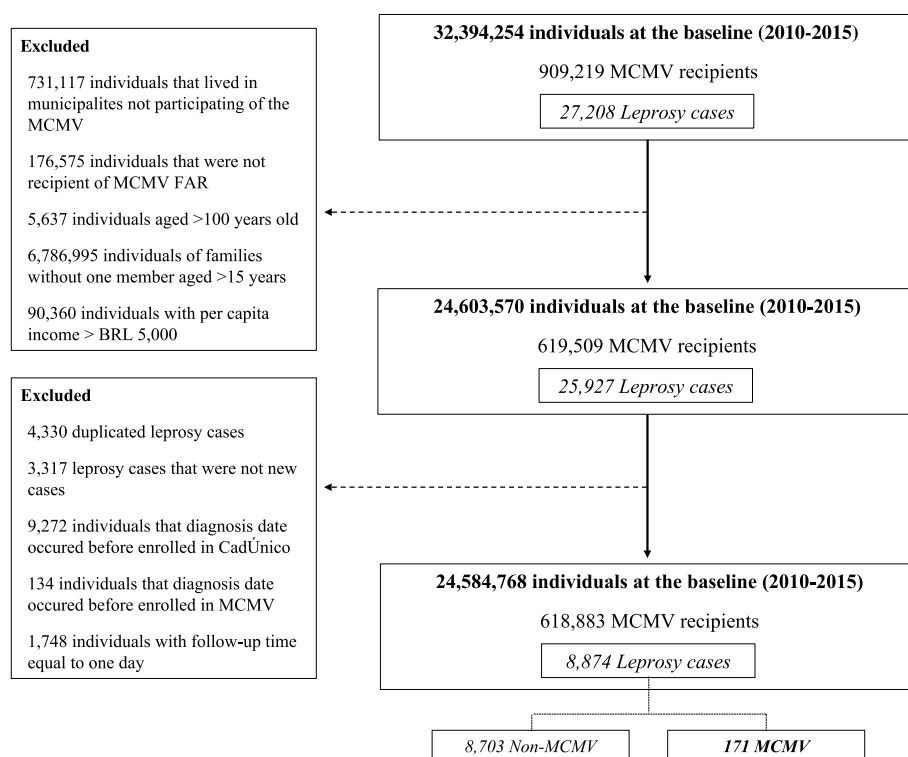 32,394,254 individuals at the baseline (2010-2015)
909,219 MCMV recipients
27,208 Leprosy cases
Excluded
731,117 individuals that lived in
municipalites not participating of the
MCMV
176,575 individuals that were not
recipient of MCMV FAR
5,637 individuals aged >100 years old
6,786,995 individuals of families
without one member aged >15 years
90,360 individuals with per capita
income > BRL 5,000
24,603,570 individuals at the baseline (2010-2015)
619,509 MCMV recipients
25,927 Leprosy cases
Excluded
4,330 duplicated leprosy cases
3,317 leprosy cases that were not new
cases
9,272 individuals that diagnosis date
occured before enrolled in CadÚnico
134 individuals that diagnosis date
occured before enrolled in MCMV
1,748 individuals with follow-up time
equal to one day
24,584,768 individuals at the baseline (2010-2015)
618,883 MCMV recipients
8,874 Leprosy cases
8,703 Non-MCMV
171 MCMV